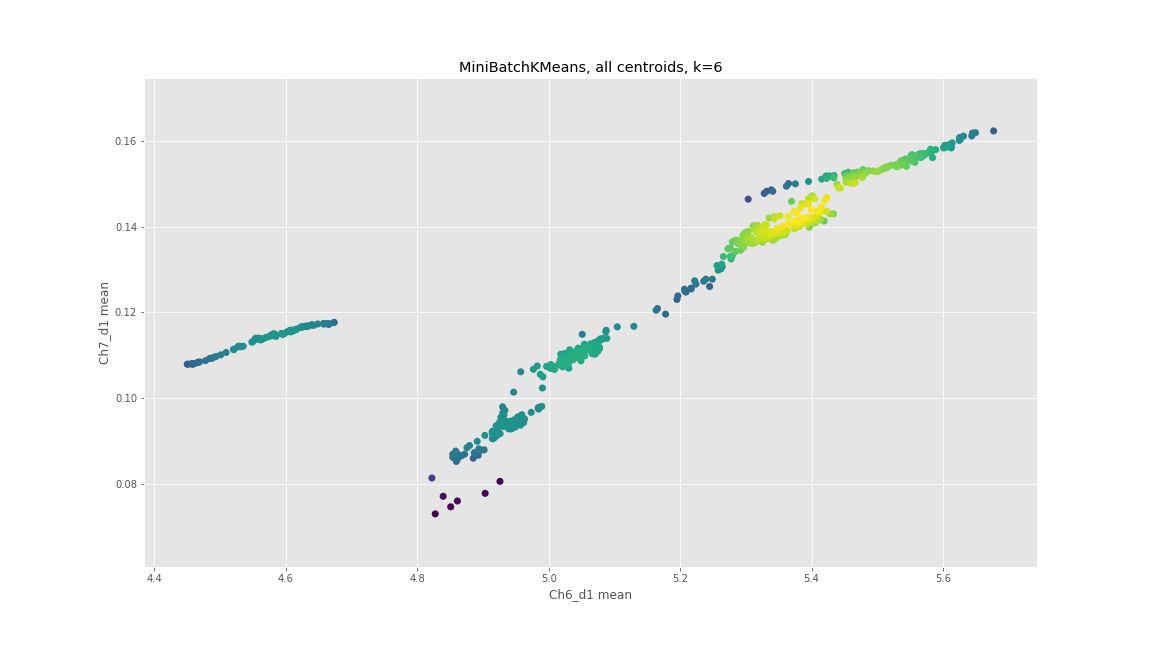 MiniBatchKMeans, all centroids, k=6
Ch7_d1 mean
0.16
0.14
0.12
0.10
0.08
4.4 4.6 4.8 5.0 5.2 5.4 5.6
Ch6_d1 mean